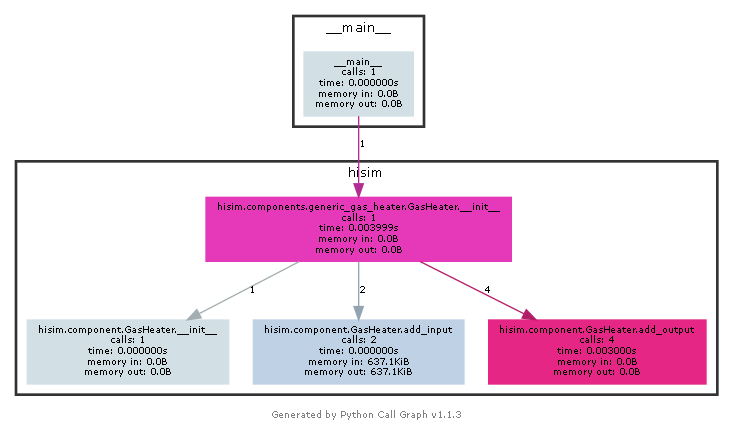 __main__
__main__
calls: 1
time: 0.000000s
memory in: 0.0B
memory out: 0.0B
1
hisim
hisim.components.generic_gas_heater.GasHeater.__init__
calls: 1
time: 0.003999s
memory in: 0.0B
memory out: 0.0B
1
2
4
hisim.component.GasHeater.__init__
calls: 1
time: 0.000000s
memory in: 0.0B
memory out: 0.0B
hisim.component.GasHeater.add_input
calls: 2
time: 0.000000s
memory in: 637.1KiB
memory out: 637.1KiB
hisim.component.GasHeater.add_output
calls: 4
time: 0.003000s
memory in: 0.0B
memory out: 0.0B
Generated by Python Call Graph v1.1.3